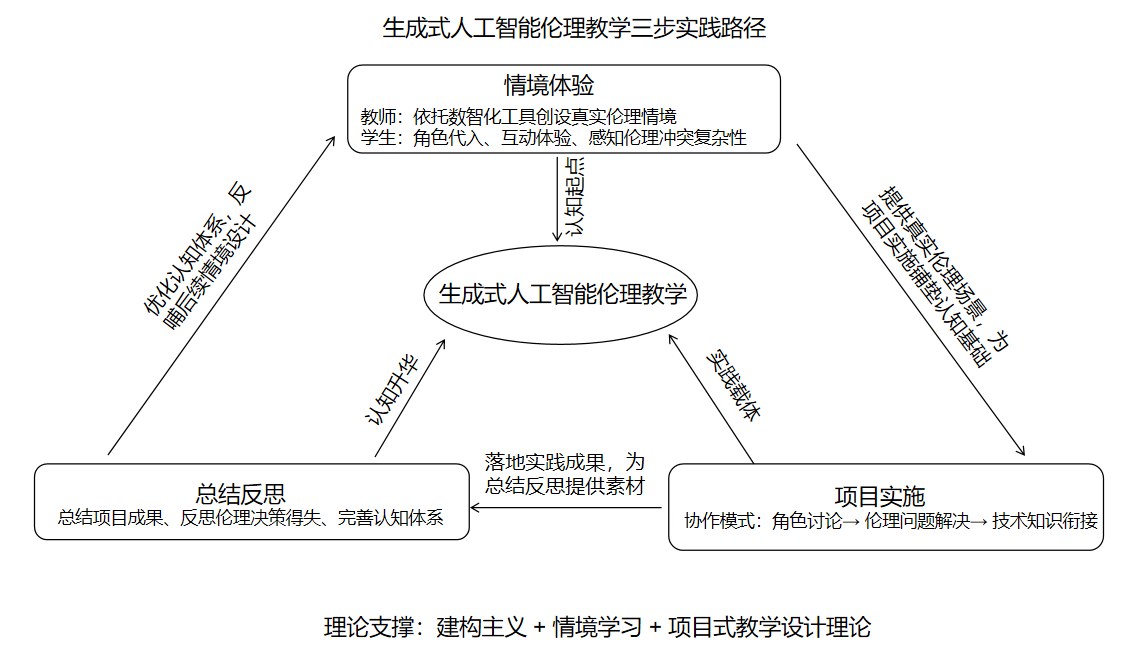 生成式人工智能伦理教学三步实践路径
情境体验
教师：依托数智化工具创设真实伦理情境
学生：角色代入、互动体验、感知伦理冲突复杂性
认知起点
优化认知体系，反
哺后续情境设计
提供真实伦理场景，为
项目实施铺垫认知基础
生成式人工智能伦理教学
认知升华
实践载体
落地实践成果，为
总结反思提供素材
总结反思
总结项目成果、反思伦理决策得失、完善认知体系
项目实施
协作模式：角色讨论→ 伦理问题解决→ 技术知识衔接
理论支撑：建构主义 + 情境学习 + 项目式教学设计理论